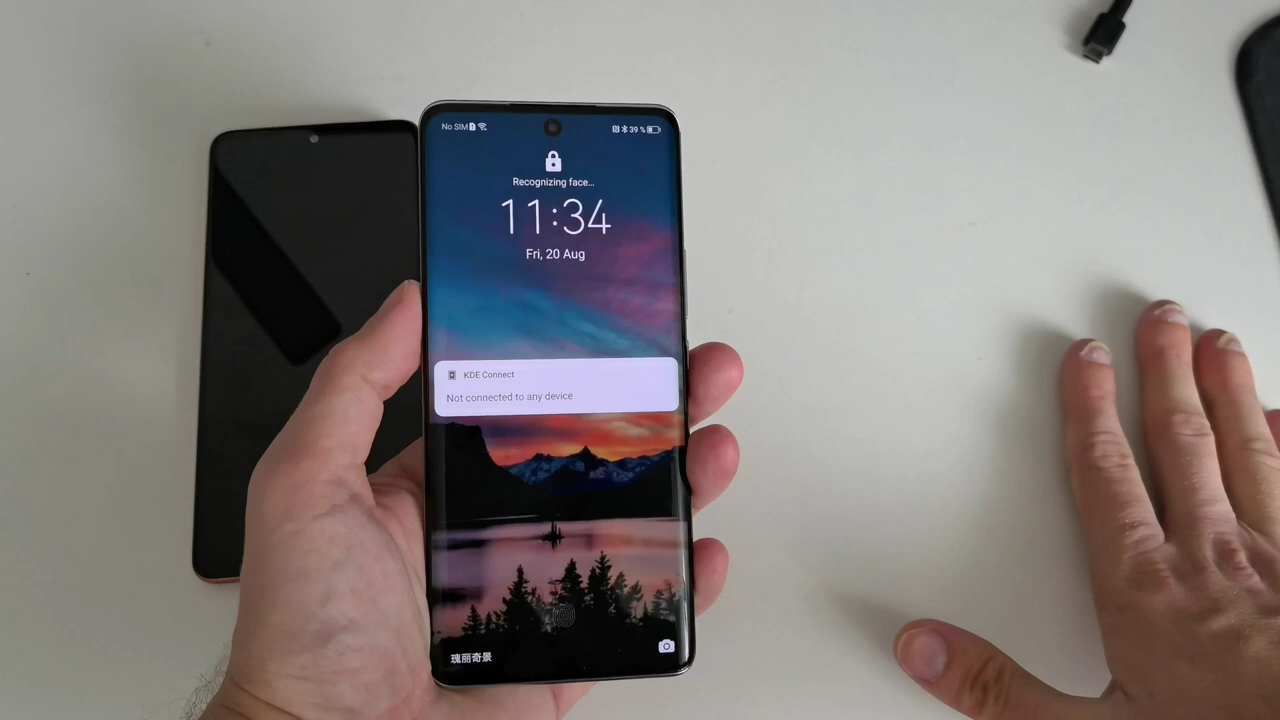 No SIM
39 %
Recognizing face...
11:34
Fri, 20 Aug
KDE Connect
Not connected to any device
瑰丽奇景